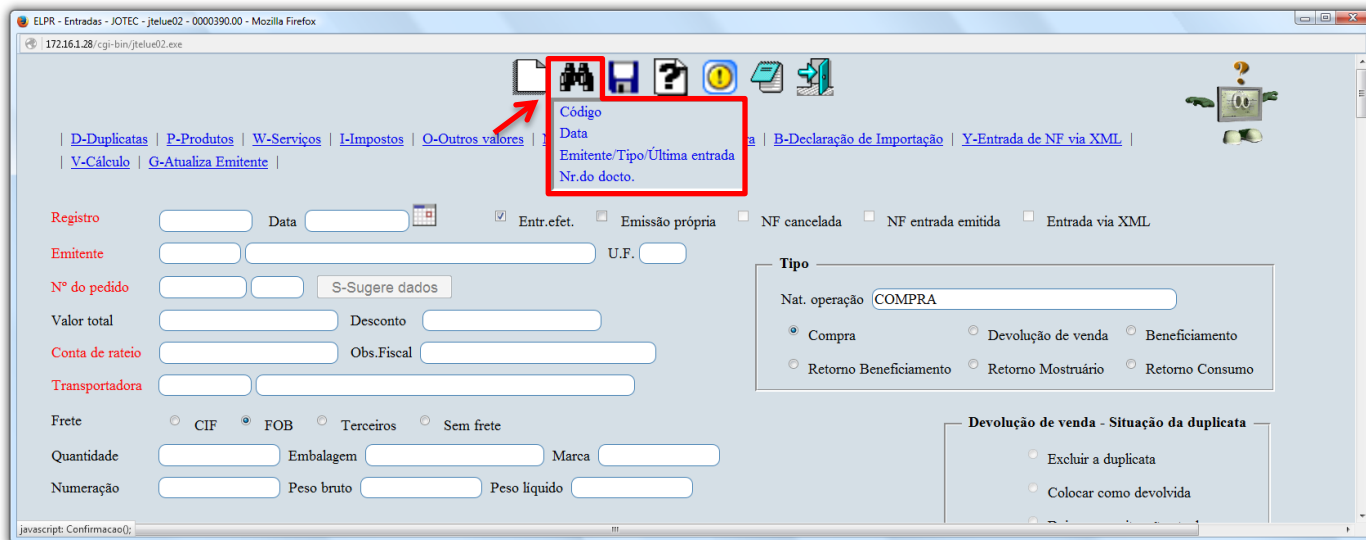 ELPR - Entradas - JOTEC - jtelue02 - 0000390.00 - Mozilla Firefox
172.16.1.28/cgi-bin/jtelue02.exe
Código
Data
Emitente/Tipo/Última entrada
Nr.do docto.
| D-Duplicatas | P-Produtos | W-Serviços | I-Impostos | O-Outros valores | | B-Declaração de Importação | Y-Entrada de NF via XML |
| V-Cálculo | G-Atualiza Emitente |
Registro Data Entr.efet. Emissão própria NF cancelada NF entrada emitida Entrada via XML
Emitente U.F.
Nº do pedido S-Sugere dados
Valor total Desconto
Conta de rateio Obs.Fiscal
Transportadora
Tipo
Nat. operação COMPRA
Compra Devolução de venda Beneficiamento
Retorno Beneficiamento Retorno Mostruário Retorno Consumo
Frete CIF FOB Terceiros Sem frete
Quantidade Embalagem Marca
Numeração Peso bruto Peso líquido
Devolução de venda - Situação da duplicata
Excluir a duplicata
Colocar como devolvida
javascript: Confirmacao();